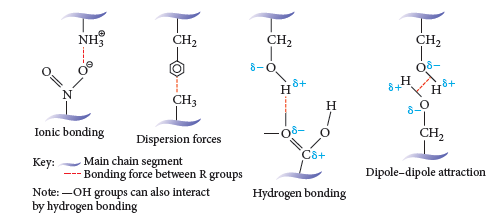 NH3⊕
O
O⊖
N
Ionic bonding
CH2
CH3
Dispersion forces
CH2
δ– O
H δ+
H
— O δ–
O
C δ+
Hydrogen bonding
CH2
O δ–
δ+ H
H δ+
O
δ–
CH2
Dipole–dipole attraction
Key: Main chain segment
--- Bonding force between R groups
Note: —OH groups can also interact
by hydrogen bonding